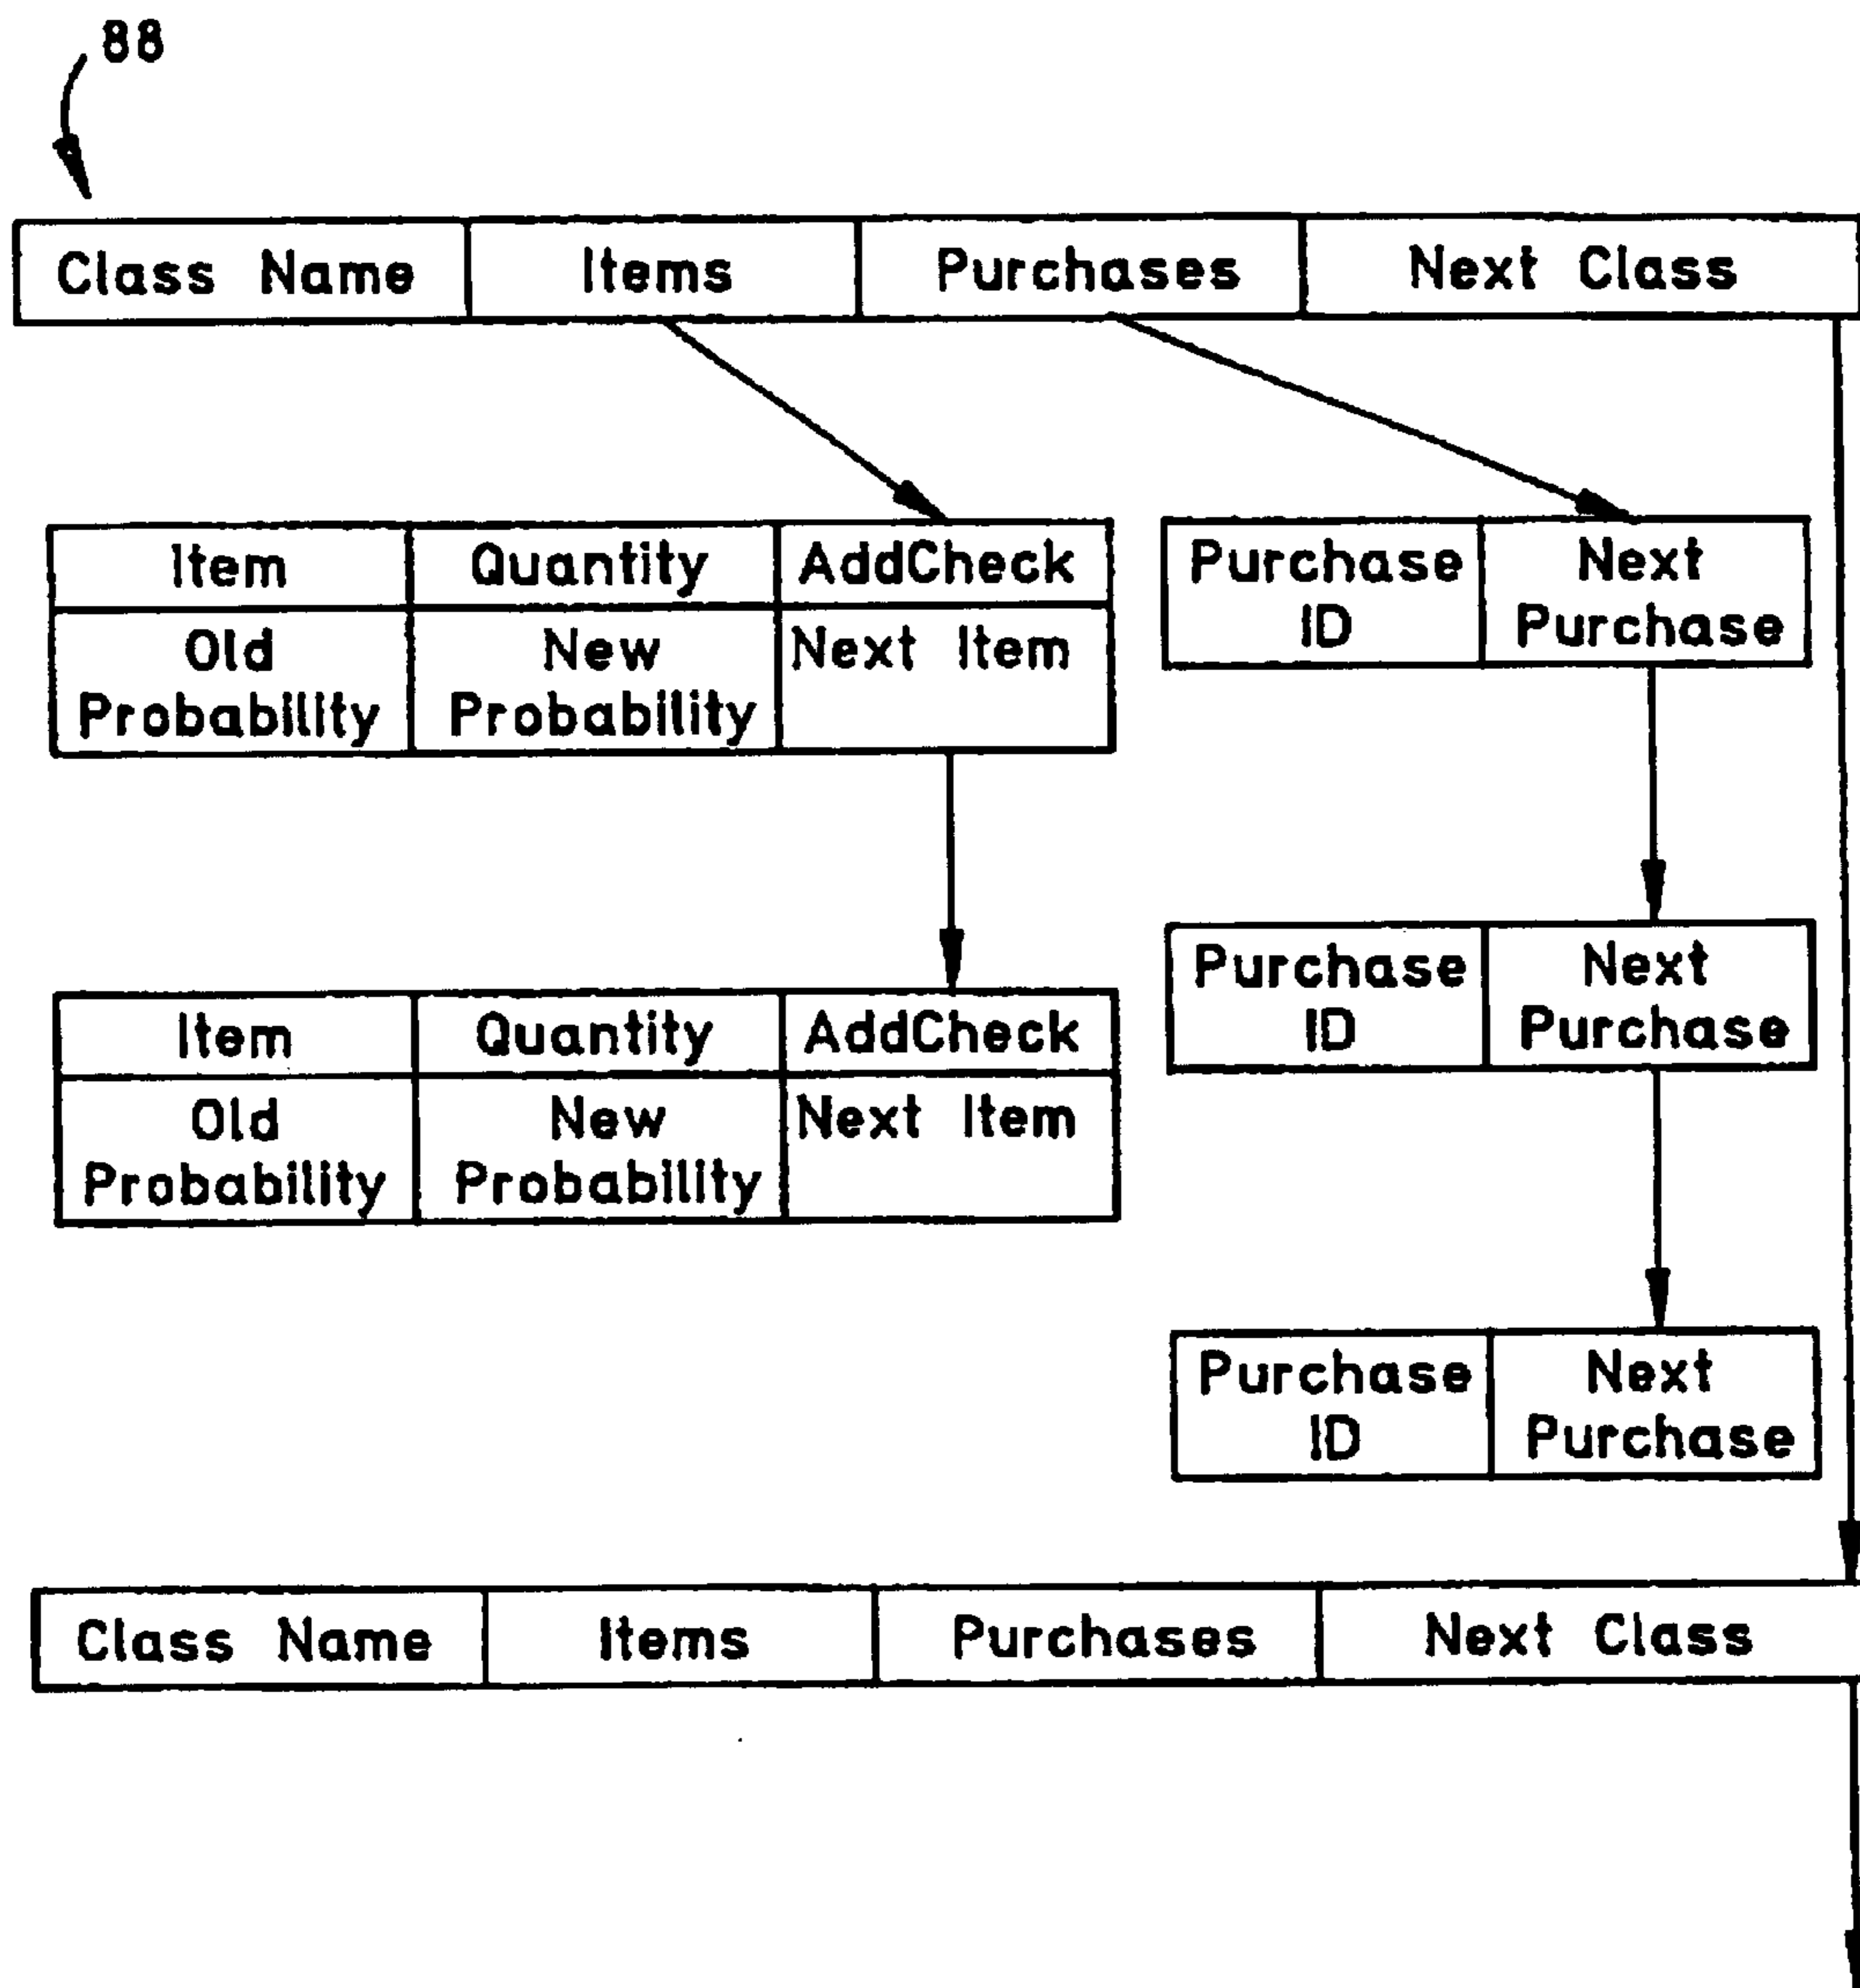 88
Class Name Items Purchases Next Class
Item Quantity AddCheck
Old Probability New Probability Next Item
Purchase ID Next Purchase
Item Quantity AddCheck
Old Probability New Probability Next Item
Purchase ID Next Purchase
Purchase ID Next Purchase
Class Name Items Purchases Next Class